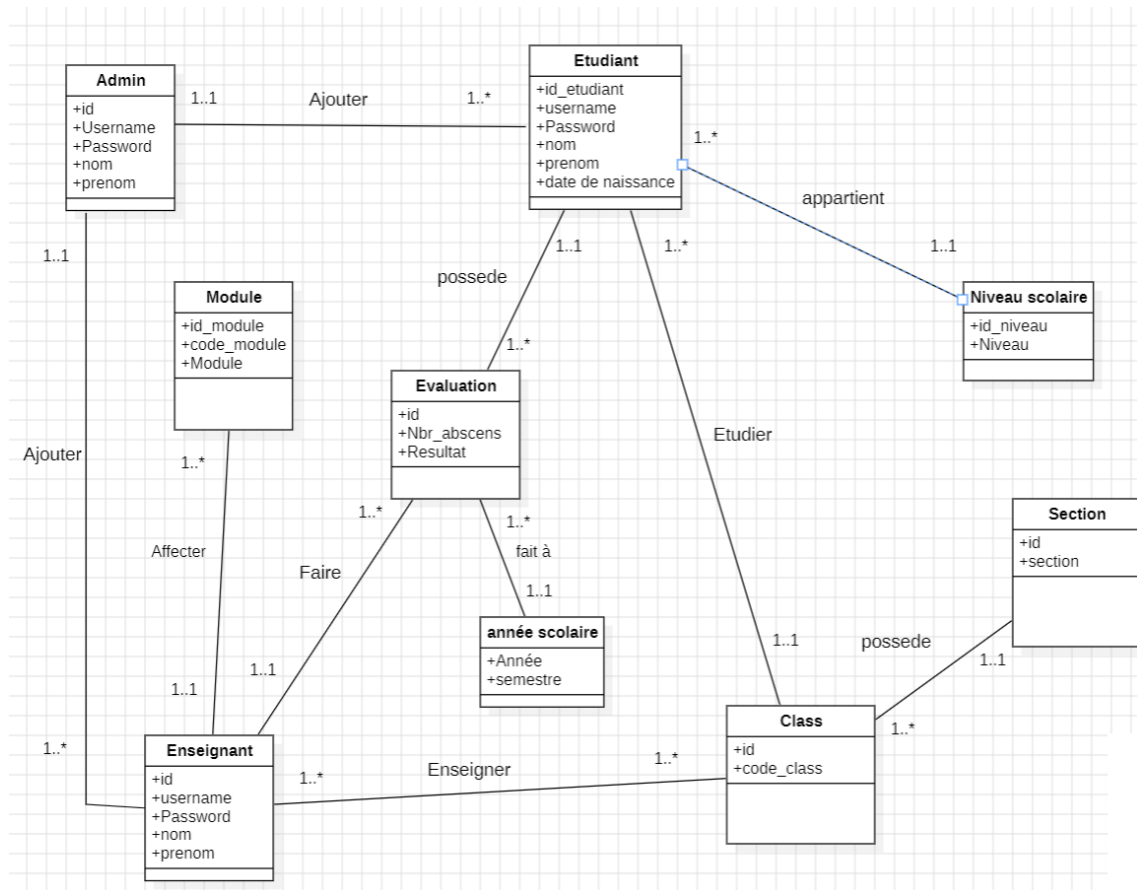 Admin
+id
+Username
+Password
+nom
+prenom
1..1
Ajouter
1..*
Etudiant
+id_etudiant
+username
+Password
+nom
+prenom
+date de naissance
1..*
appartient
1..1
Niveau scolaire
+id_niveau
+Niveau
1..1
Ajouter
1..*
Module
+id_module
+code_module
+Module
1..*
Affecter
1..1
1..1
possede
1..*
Evaluation
+id
+Nbr_abscens
+Resultat
1..*
Faire
1..1
1..*
fait à
1..1
année scolaire
+Année
+semestre
1..*
Etudier
1..1
Section
+id
+section
possede
1..1
1..*
Class
+id
+code_class
Enseignant
+id
+username
+Password
+nom
+prenom
1..*
Enseigner
1..*